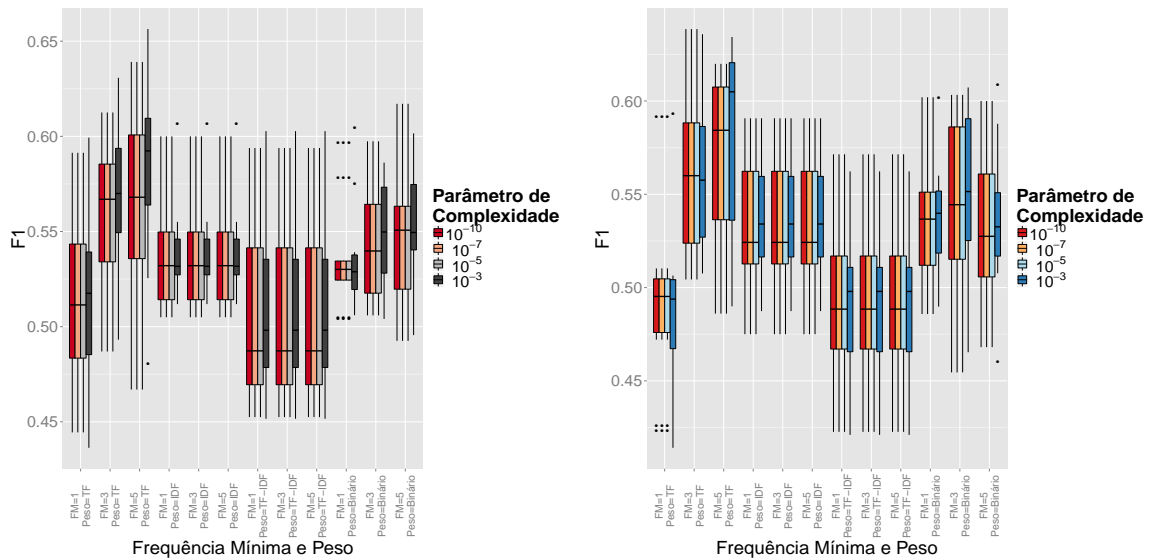 0.65
0.60
0.55
0.50
0.45
F1
FM=1
Peso=TF
FM=3
Peso=TF
FM=5
Peso=TF
FM=1
Peso=IDF
FM=3
Peso=IDF
FM=5
Peso=IDF
FM=1
Peso=TF-IDF
FM=3
Peso=TF-IDF
FM=5
Peso=TF-IDF
FM=1
Peso=Binário
FM=3
Peso=Binário
FM=5
Peso=Binário
Frequência Mínima e Peso
Parâmetro de
Complexidade
10^-10
10^-7
10^-5
10^-3
0.60
0.55
0.50
0.45
F1
FM=1
Peso=TF
FM=3
Peso=TF
FM=5
Peso=TF
FM=1
Peso=IDF
FM=3
Peso=IDF
FM=5
Peso=IDF
FM=1
Peso=TF-IDF
FM=3
Peso=TF-IDF
FM=5
Peso=TF-IDF
FM=1
Peso=Binário
FM=3
Peso=Binário
FM=5
Peso=Binário
Frequência Mínima e Peso
Parâmetro de
Complexidade
10^-10
10^-7
10^-5
10^-3